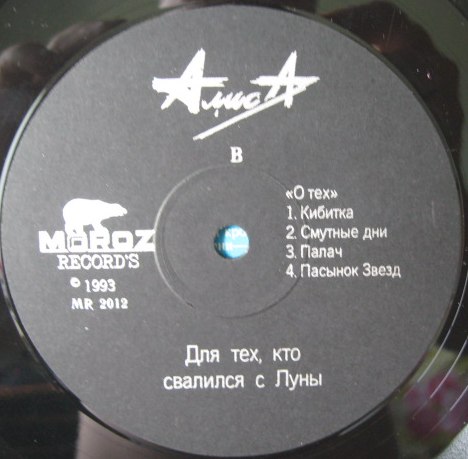 АлисА
B
«О тех»
1. Кибитка
2. Смутные дни
3. Палач
4. Пасынок Звезд
MOROZ
RECORD'S
© 1993
MR 2012
Для тех, кто
свалился с Луны